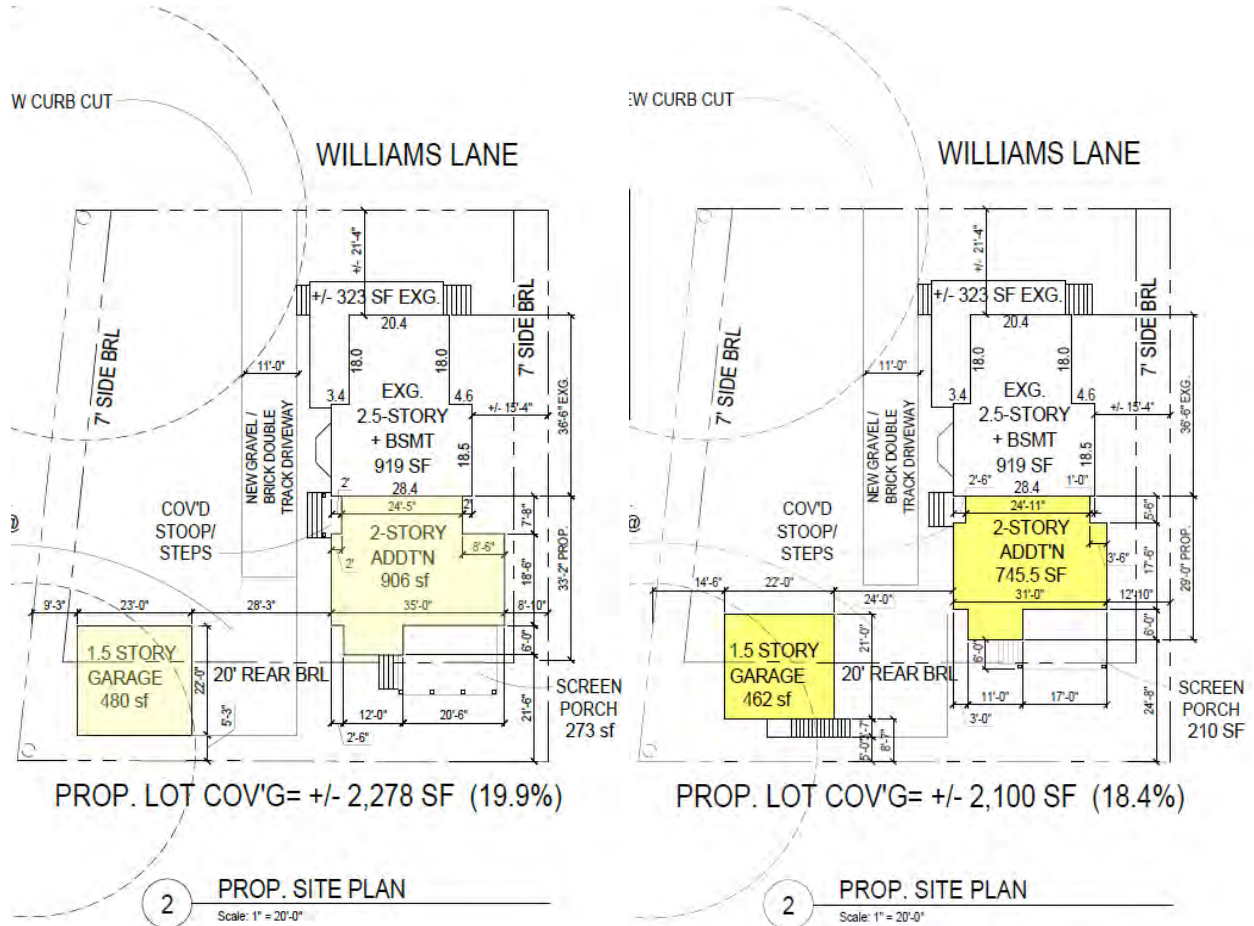 W CURB CUT
WILLIAMS LANE
+/- 21'-4"
+/- 323 SF EXG.
20.4
18.0
18.0
7' SIDE BRL
7' SIDE BRL
11'-0"
3.4
4.6
EXG.
2.5-STORY
+ BSMT
919 SF
18.5
36'-6" EXG.
NEW GRAVEL /
BRICK DOUBLE
TRACK DRIVEWAY
+/- 15'-4"
28.4
2'
24'-5"
2'
COV'D
STOOP/
STEPS
2-STORY
ADDT'N
906 sf
7'-8"
8'-6"
2'
18'-6"
33'-2" PROP.
9'-3"
23'-0"
28'-3"
35'-0"
8'-10"
6'-0"
1.5 STORY
GARAGE
480 sf
22'-0"
20' REAR BRL
5'-3"
12'-0"
20'-6"
2'-6"
21'-6"
SCREEN
PORCH
273 sf
PROP. LOT COV'G= +/- 2,278 SF (19.9%)
2
PROP. SITE PLAN
Scale: 1" = 20'-0"
EW CURB CUT
WILLIAMS LANE
+/- 21'-4"
+/- 323 SF EXG.
20.4
18.0
18.0
7' SIDE BRL
7' SIDE BRL
11'-0"
3.4
4.6
EXG.
2.5-STORY
+ BSMT
919 SF
18.5
+/- 15'-4"
36'-6" EXG.
NEW GRAVEL /
BRICK DOUBLE
TRACK DRIVEWAY
2'-6"
28.4
1'-0"
24'-11"
COV'D
STOOP/
STEPS
2-STORY
ADDT'N
745.5 SF
5'-6"
3'-6"
17'-6"
29'-0" PROP.
14'-6"
22'-0"
24'-0"
31'-0"
12'-10"
6'-0"
1.5 STORY
GARAGE
462 sf
21'-0"
20' REAR BRL
6'-0"
11'-0"
17'-0"
3'-0"
5'-0"
8'-7"
24'-8"
SCREEN
PORCH
210 SF
PROP. LOT COV'G= +/- 2,100 SF (18.4%)
2
PROP. SITE PLAN
Scale: 1" = 20'-0"